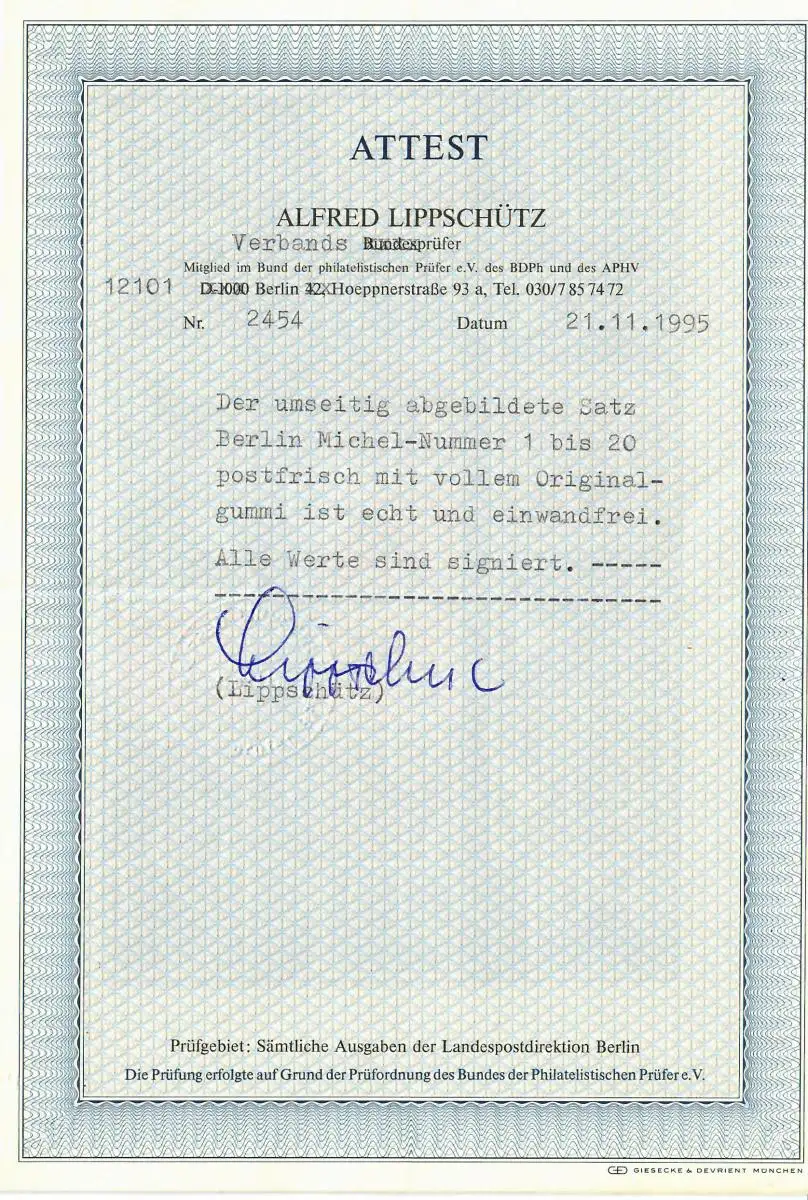 ATTEST
ALFRED LIPPSCHÜTZ
Verbands Bundesprüfer
Mitglied im Bund der philatelistischen Prüfer e.V. des BDPh und des APHV
12101 D-1000 Berlin 42, Hoeppnerstraße 93 a, Tel. 030/7 85 74 72
Nr. 2454 Datum 21.11.1995
Der umseitig abgebildete Satz
Berlin Michel-Nummer 1 bis 20
postfrisch mit vollem Original-
gummi ist echt und einwandfrei.
Alle Werte sind signiert. -----
-------------------------------
(Lippschütz)
Prüfgebiet: Sämtliche Ausgaben der Landespostdirektion Berlin
Die Prüfung erfolgte auf Grund der Prüfordnung des Bundes der Philatelistischen Prüfer e.V.
GIESECKE & DEVRIENT MÜNCHEN